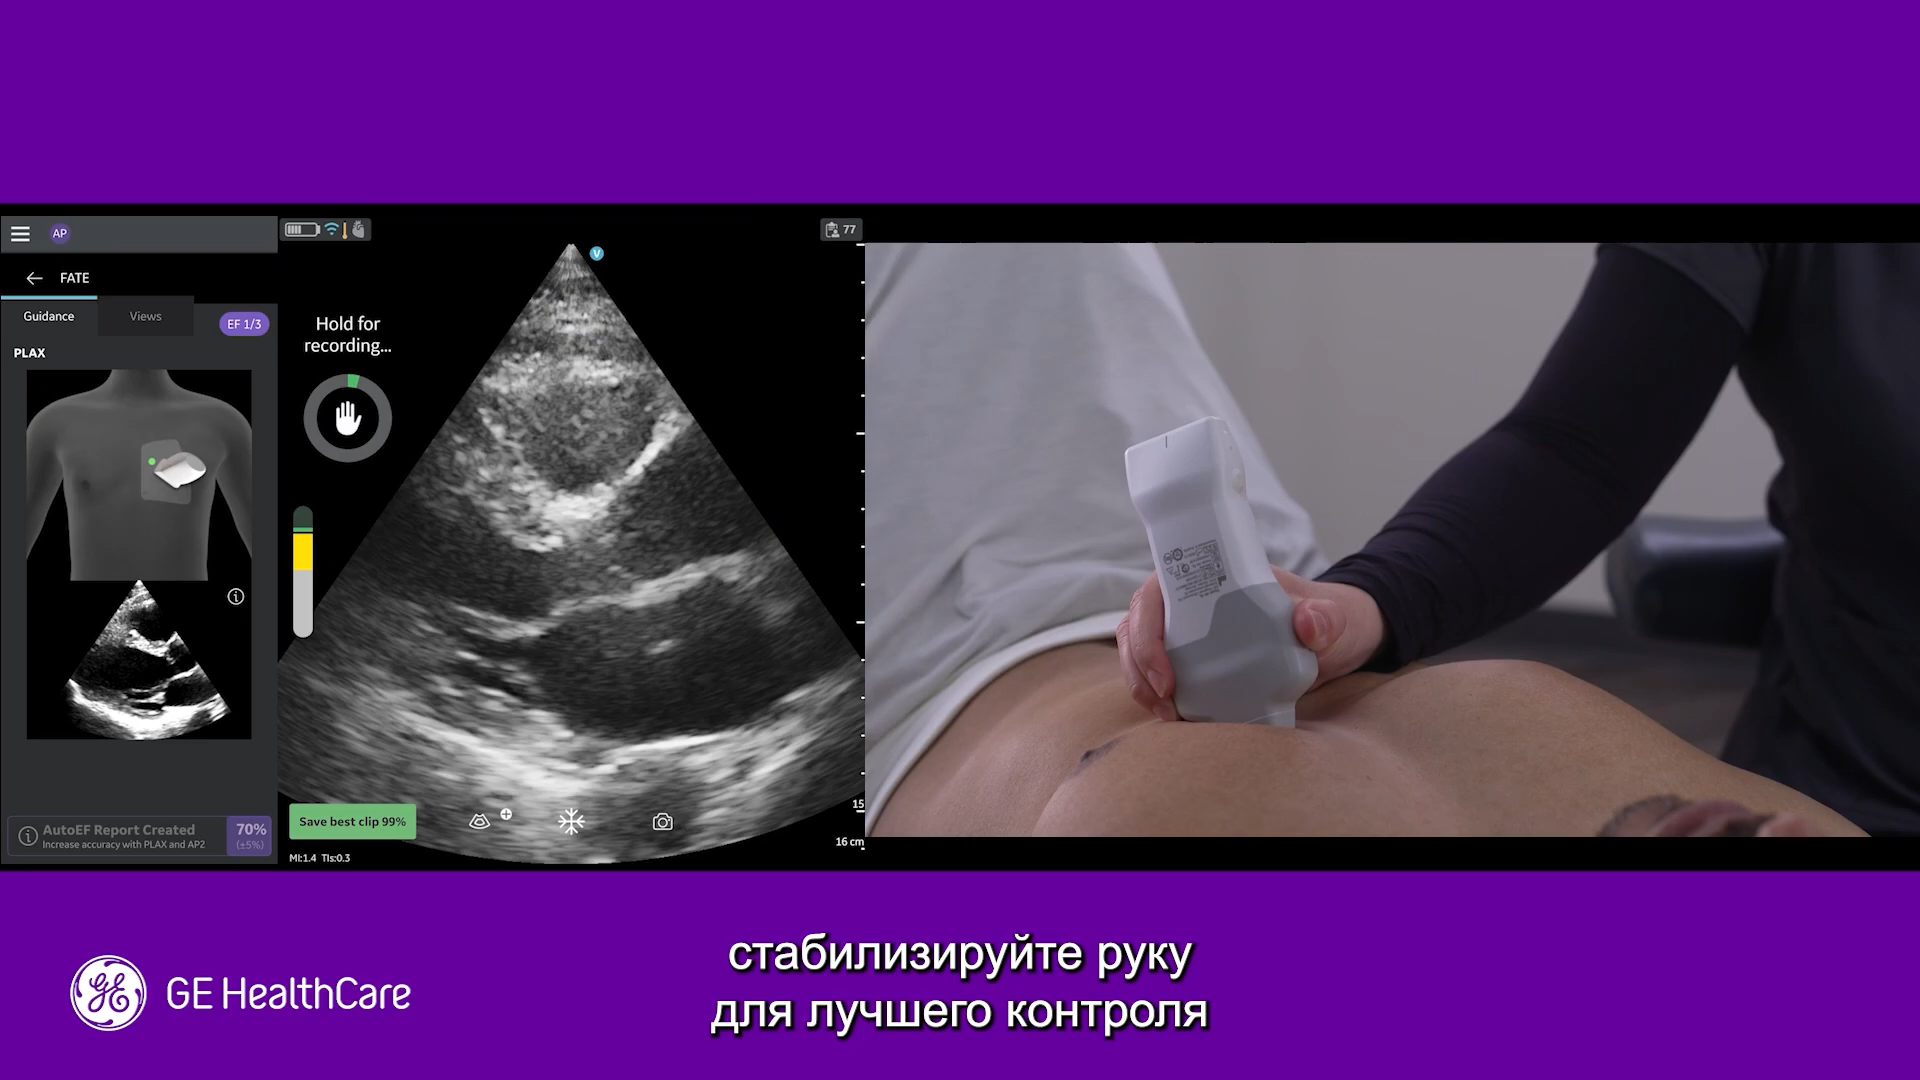 AP
77
FATE
V
Guidance
Views
EF 1/3
Hold for
recording...
PLAX
Save best clip 99%
15
16 cm
AutoEF Report Created
Increase accuracy with PLAX and AP2
70%
(±5%)
MI:1.4 TIs:0.3
стабилизируйте руку
для лучшего контроля
GE HealthCare